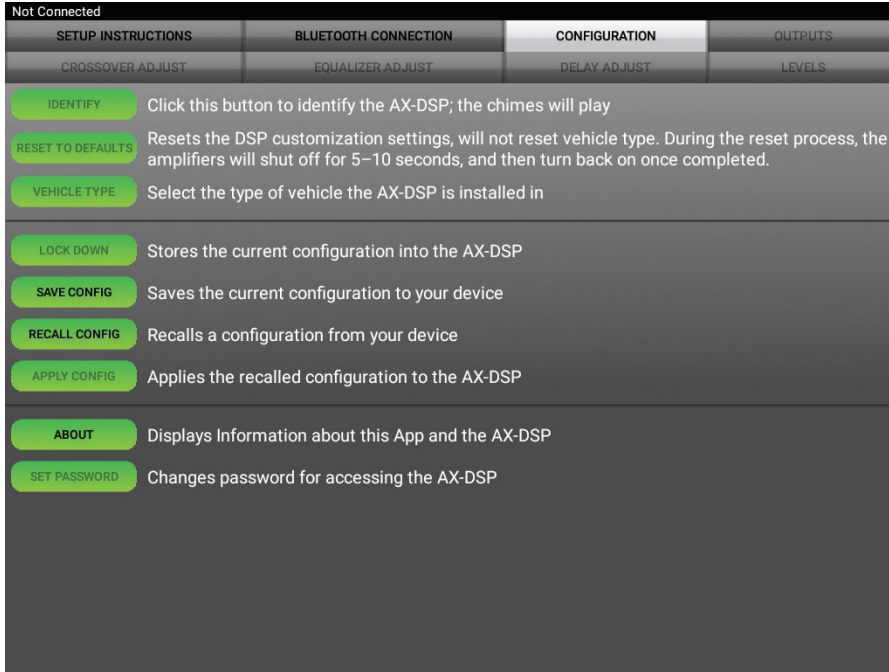 Not Connected
SETUP INSTRUCTIONS BLUETOOTH CONNECTION CONFIGURATION OUTPUTS
CROSSOVER ADJUST EQUALIZER ADJUST DELAY ADJUST LEVELS
IDENTIFY Click this button to identify the AX-DSP; the chimes will play
RESET TO DEFAULTS Resets the DSP customization settings, will not reset vehicle type. During the reset process, the
amplifiers will shut off for 5–10 seconds, and then turn back on once completed.
VEHICLE TYPE Select the type of vehicle the AX-DSP is installed in
LOCK DOWN Stores the current configuration into the AX-DSP
SAVE CONFIG Saves the current configuration to your device
RECALL CONFIG Recalls a configuration from your device
APPLY CONFIG Applies the recalled configuration to the AX-DSP
ABOUT Displays Information about this App and the AX-DSP
SET PASSWORD Changes password for accessing the AX-DSP